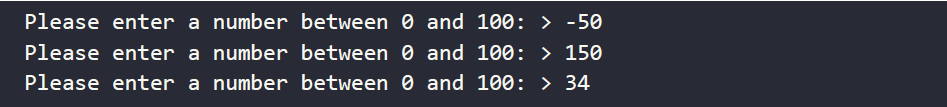 Please enter a number between 0 and 100: > -50
Please enter a number between 0 and 100: > 150
Please enter a number between 0 and 100: > 34